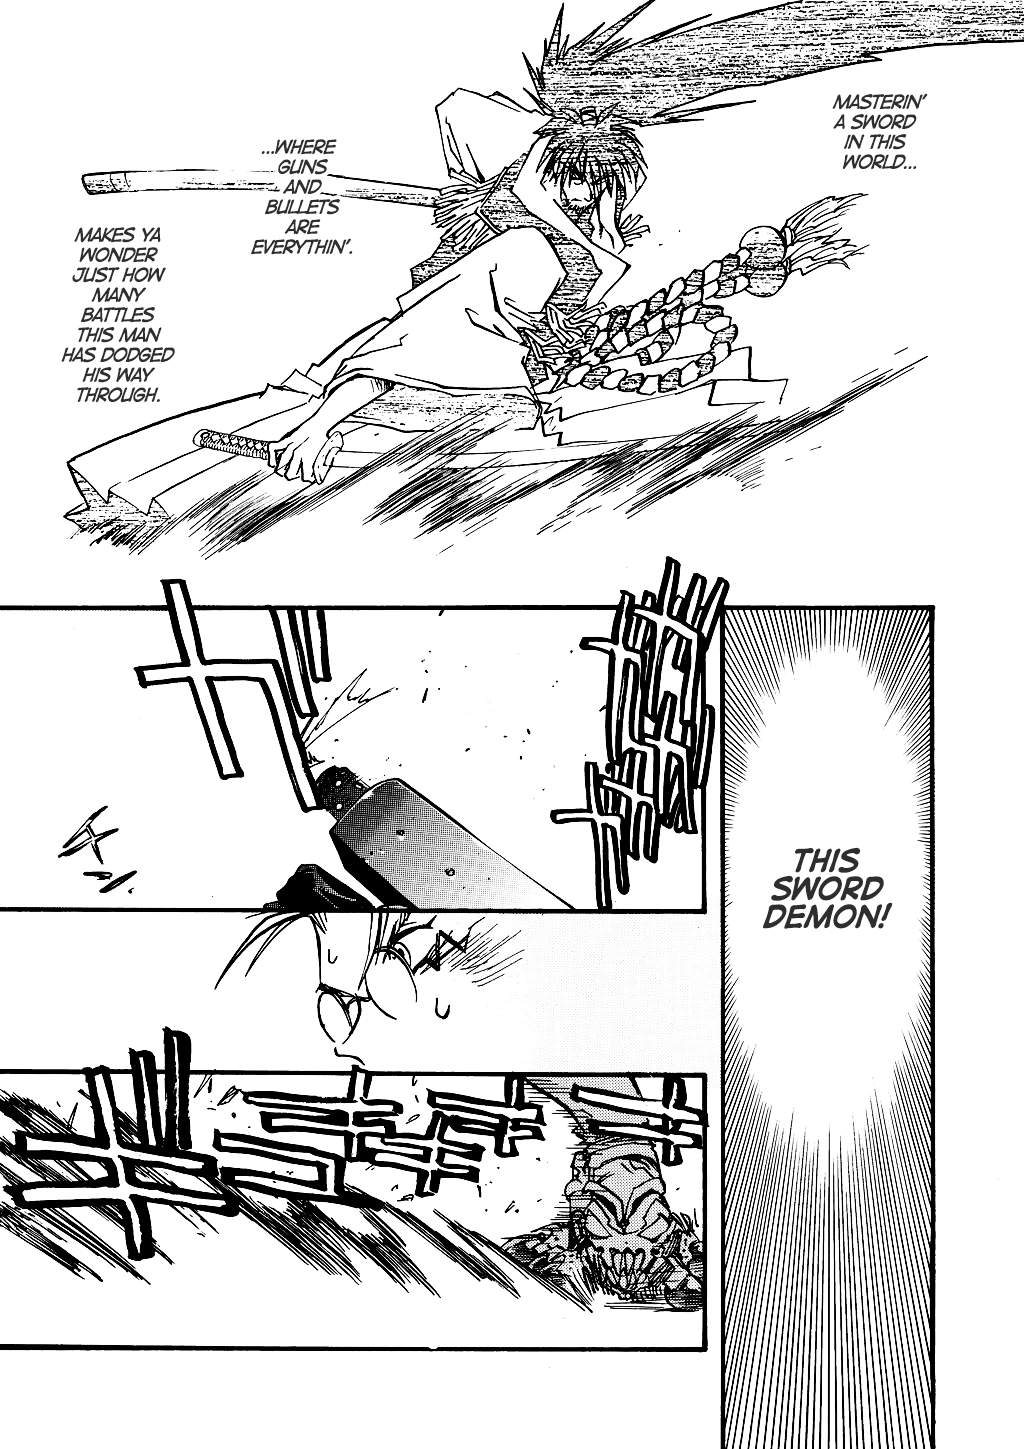 MASTERIN'
A SWORD
IN THIS
WORLD...
...WHERE
GUNS
AND
BULLETS
ARE
EVERYTHIN'.
MAKES YA
WONDER
JUST HOW
MANY
BATTLES
THIS MAN
HAS DODGED
HIS WAY
THROUGH.
THIS
SWORD
DEMON!